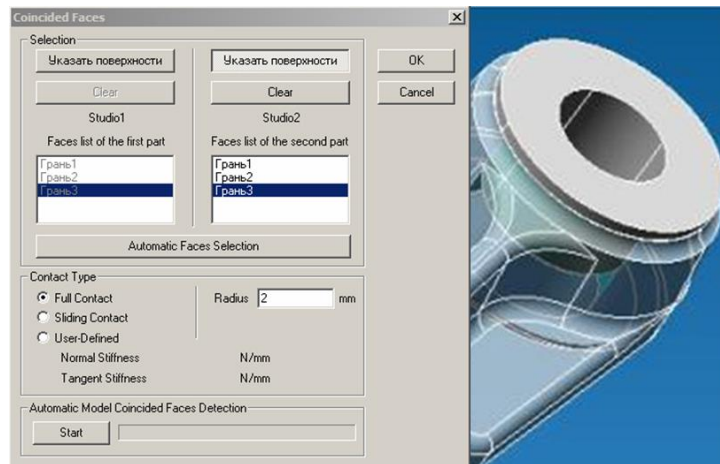 Coincided Faces
Selection
Указать поверхности Указать поверхности OK
Clear Clear Cancel
Studio1 Studio2
Faces list of the first part Faces list of the second part
Грань1 Грань1
Грань2 Грань2
Грань3 Грань3
Automatic Faces Selection
Contact Type
Full Contact Radius 2 mm
Sliding Contact
User-Defined
Normal Stiffness N/mm
Tangent Stiffness N/mm
Automatic Model Coincided Faces Detection
Start